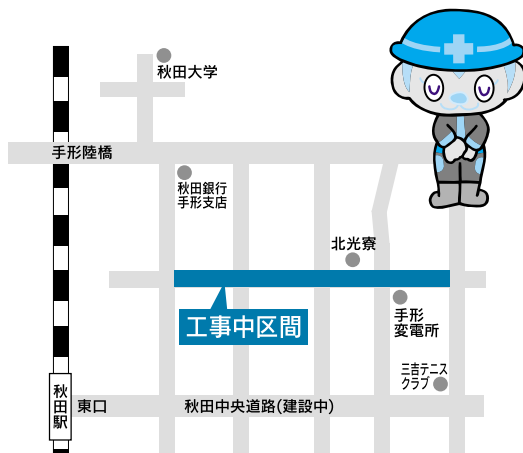 秋田大学
手形陸橋
秋田銀行
手形支店
北光寮
工事中区間
手形
変電所
三吉テニス
クラブ
秋田駅
東口
秋田中央道路(建設中)